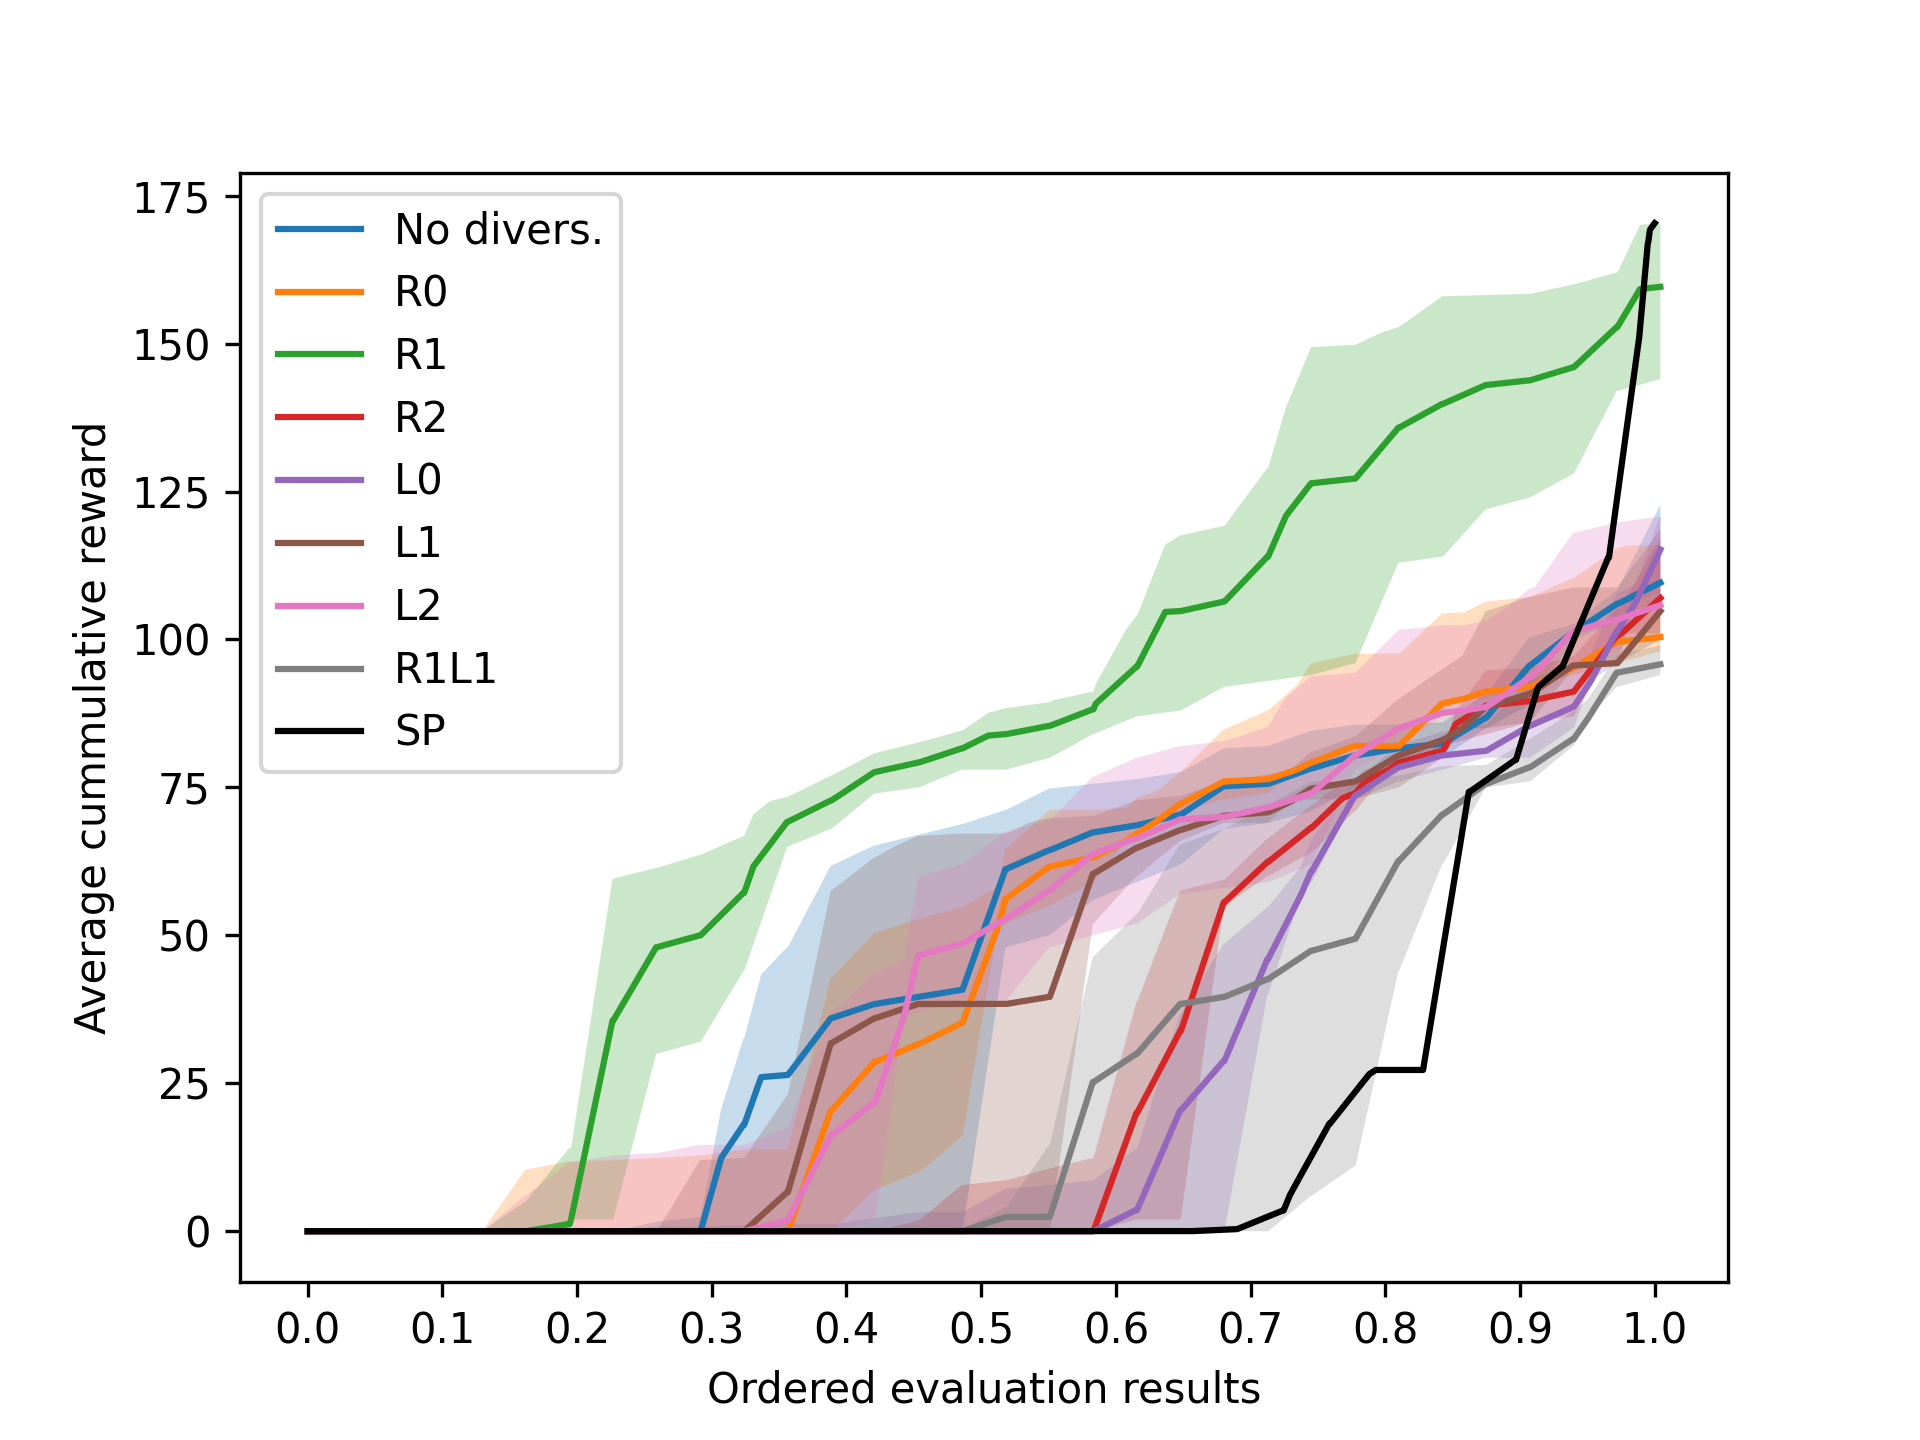 175
150
125
100
75
50
25
0
Average cummulative reward
No divers.
R0
R1
R2
L0
L1
L2
R1L1
SP
0.0 0.1 0.2 0.3 0.4 0.5 0.6 0.7 0.8 0.9 1.0
Ordered evaluation results